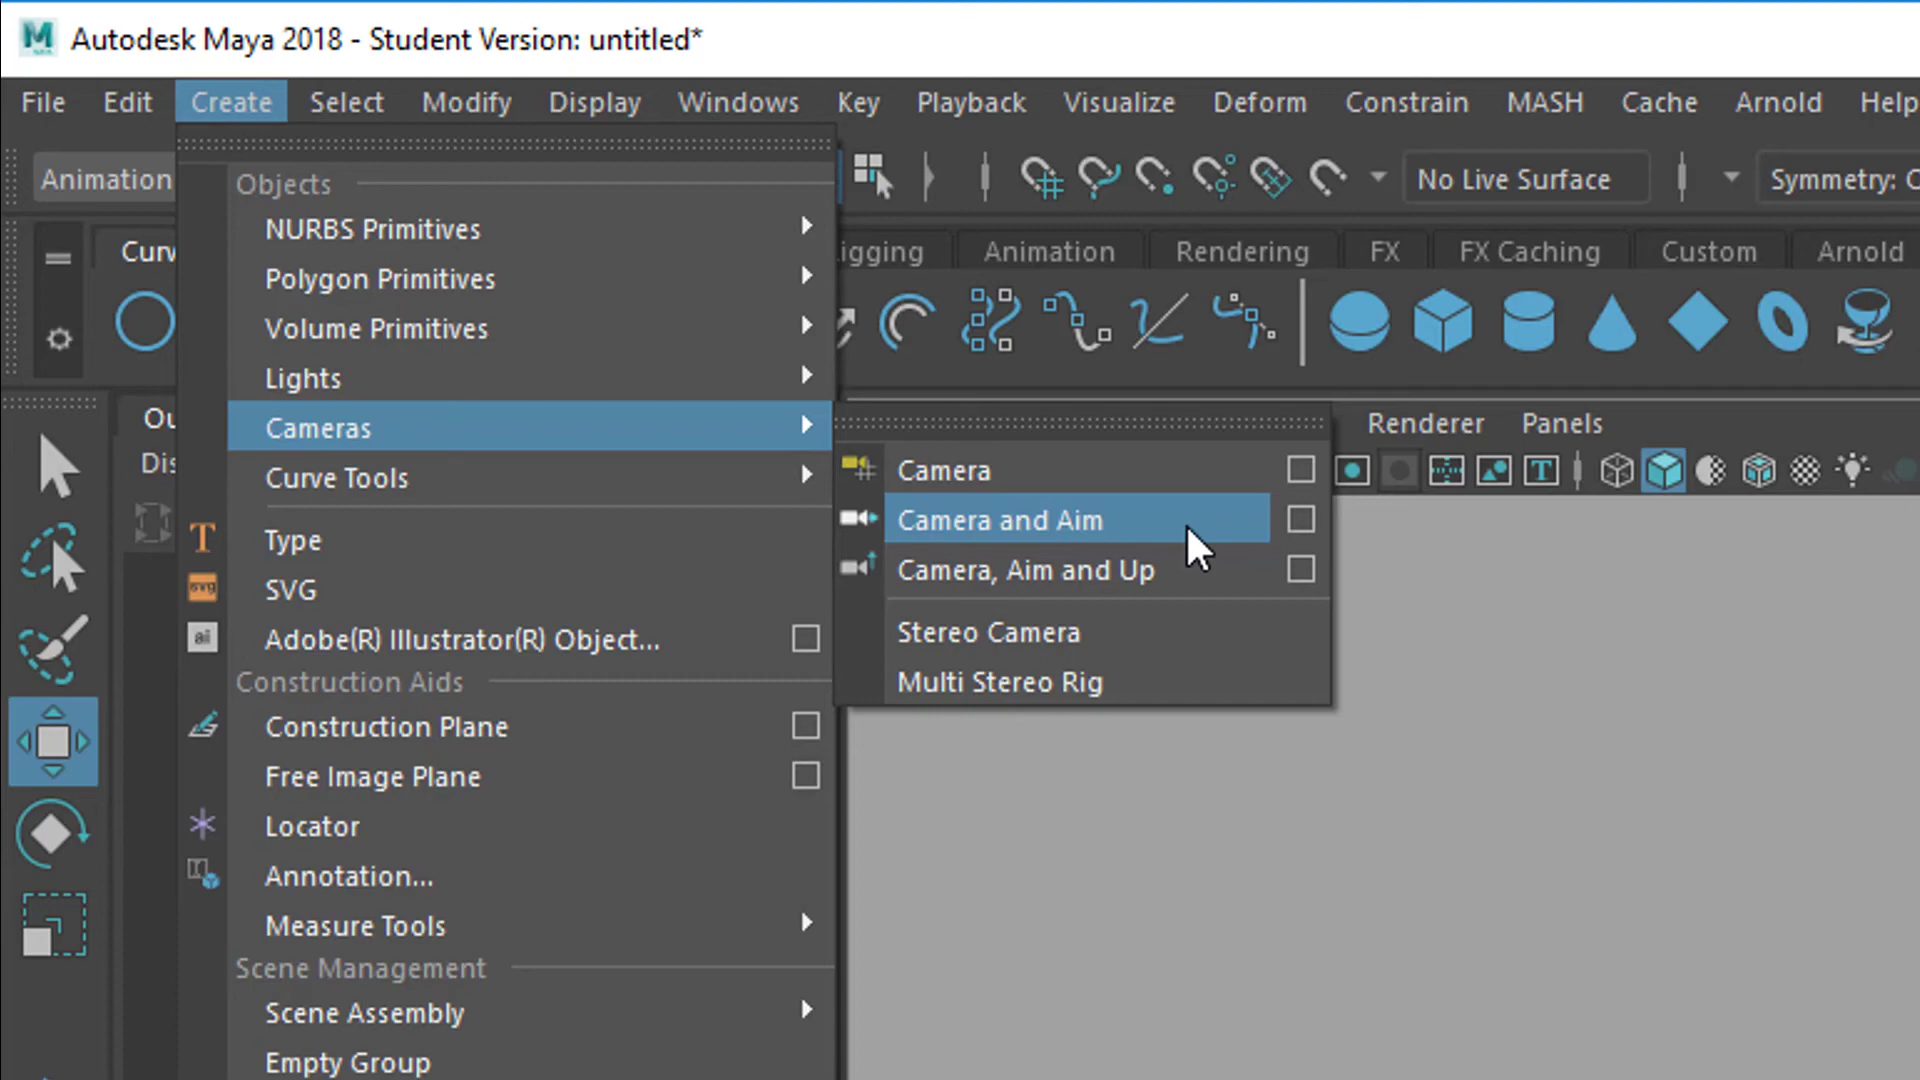 Autodesk Maya 2018 - Student Version: untitled*
File Edit Create Select Modify Display Windows Key Playback Visualize Deform Constrain MASH Cache Arnold Help
Animation
No Live Surface
Symmetry:
Objects
NURBS Primitives
Polygon Primitives
Volume Primitives
Lights
Cameras
Curve Tools
Type
SVG
Adobe(R) Illustrator(R) Object...
Construction Aids
Construction Plane
Free Image Plane
Locator
Annotation...
Measure Tools
Scene Management
Scene Assembly
Empty Group
Animation Rendering FX FX Caching Custom Arnold
Renderer Panels
Camera
Camera and Aim
Camera, Aim and Up
Stereo Camera
Multi Stereo Rig